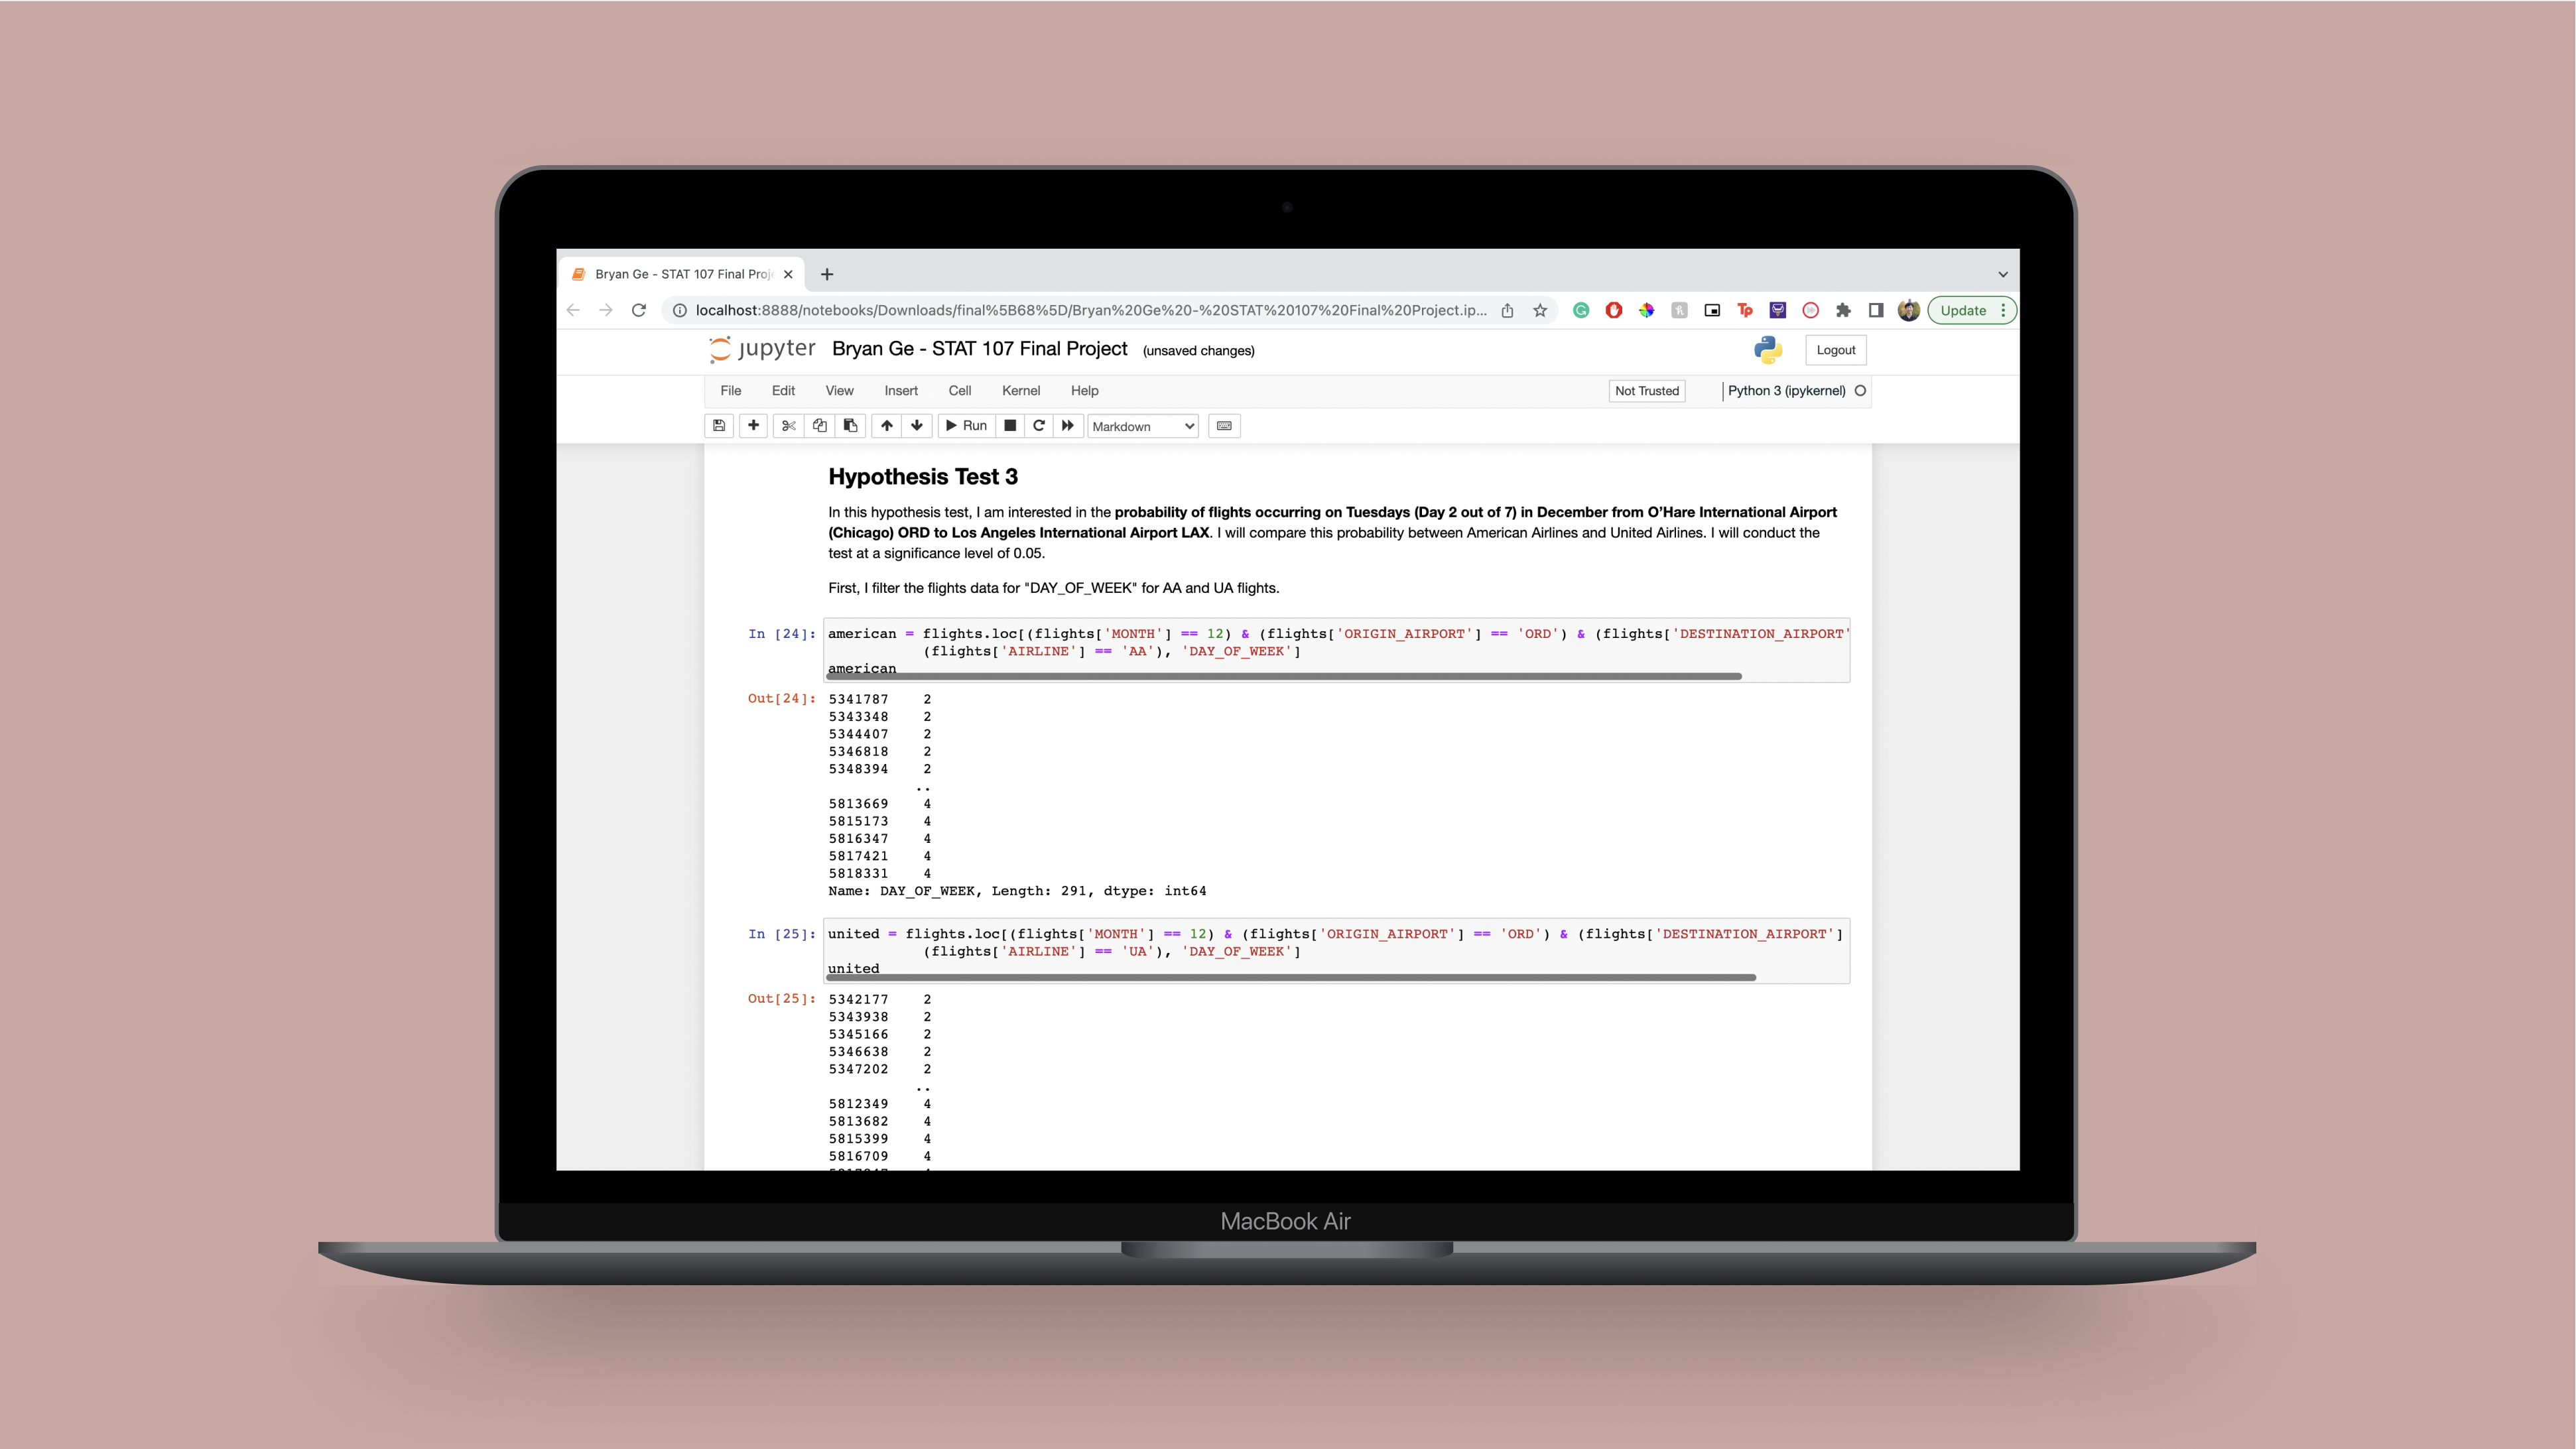 Bryan Ge - STAT 107 Final Proj
localhost:8888/notebooks/Downloads/final%5B68%5D/Bryan%20Ge%20-%20STAT%20107%20Final%20Project.ip...
Update
jupyter Bryan Ge - STAT 107 Final Project (unsaved changes)
Logout
File Edit View Insert Cell Kernel Help Not Trusted Python 3 (ipykernel)
Run Markdown
Hypothesis Test 3
In this hypothesis test, I am interested in the probability of flights occurring on Tuesdays (Day 2 out of 7) in December from O'Hare International Airport
(Chicago) ORD to Los Angeles International Airport LAX. I will compare this probability between American Airlines and United Airlines. I will conduct the
test at a significance level of 0.05.
First, I filter the flights data for "DAY_OF_WEEK" for AA and UA flights.
In [24]: american = flights.loc[(flights['MONTH'] == 12) & (flights['ORIGIN_AIRPORT'] == 'ORD') & (flights['DESTINATION_AIRPORT'
(flights['AIRLINE'] == 'AA'), 'DAY_OF_WEEK']
american
Out[24]: 5341787 2
5343348 2
5344407 2
5346818 2
5348394 2
..
5813669 4
5815173 4
5816347 4
5817421 4
5818331 4
Name: DAY_OF_WEEK, Length: 291, dtype: int64
In [25]: united = flights.loc[(flights['MONTH'] == 12) & (flights['ORIGIN_AIRPORT'] == 'ORD') & (flights['DESTINATION_AIRPORT']
(flights['AIRLINE'] == 'UA'), 'DAY_OF_WEEK']
united
Out[25]: 5342177 2
5343938 2
5345166 2
5346638 2
5347202 2
..
5812349 4
5813682 4
5815399 4
5816709 4
MacBook Air